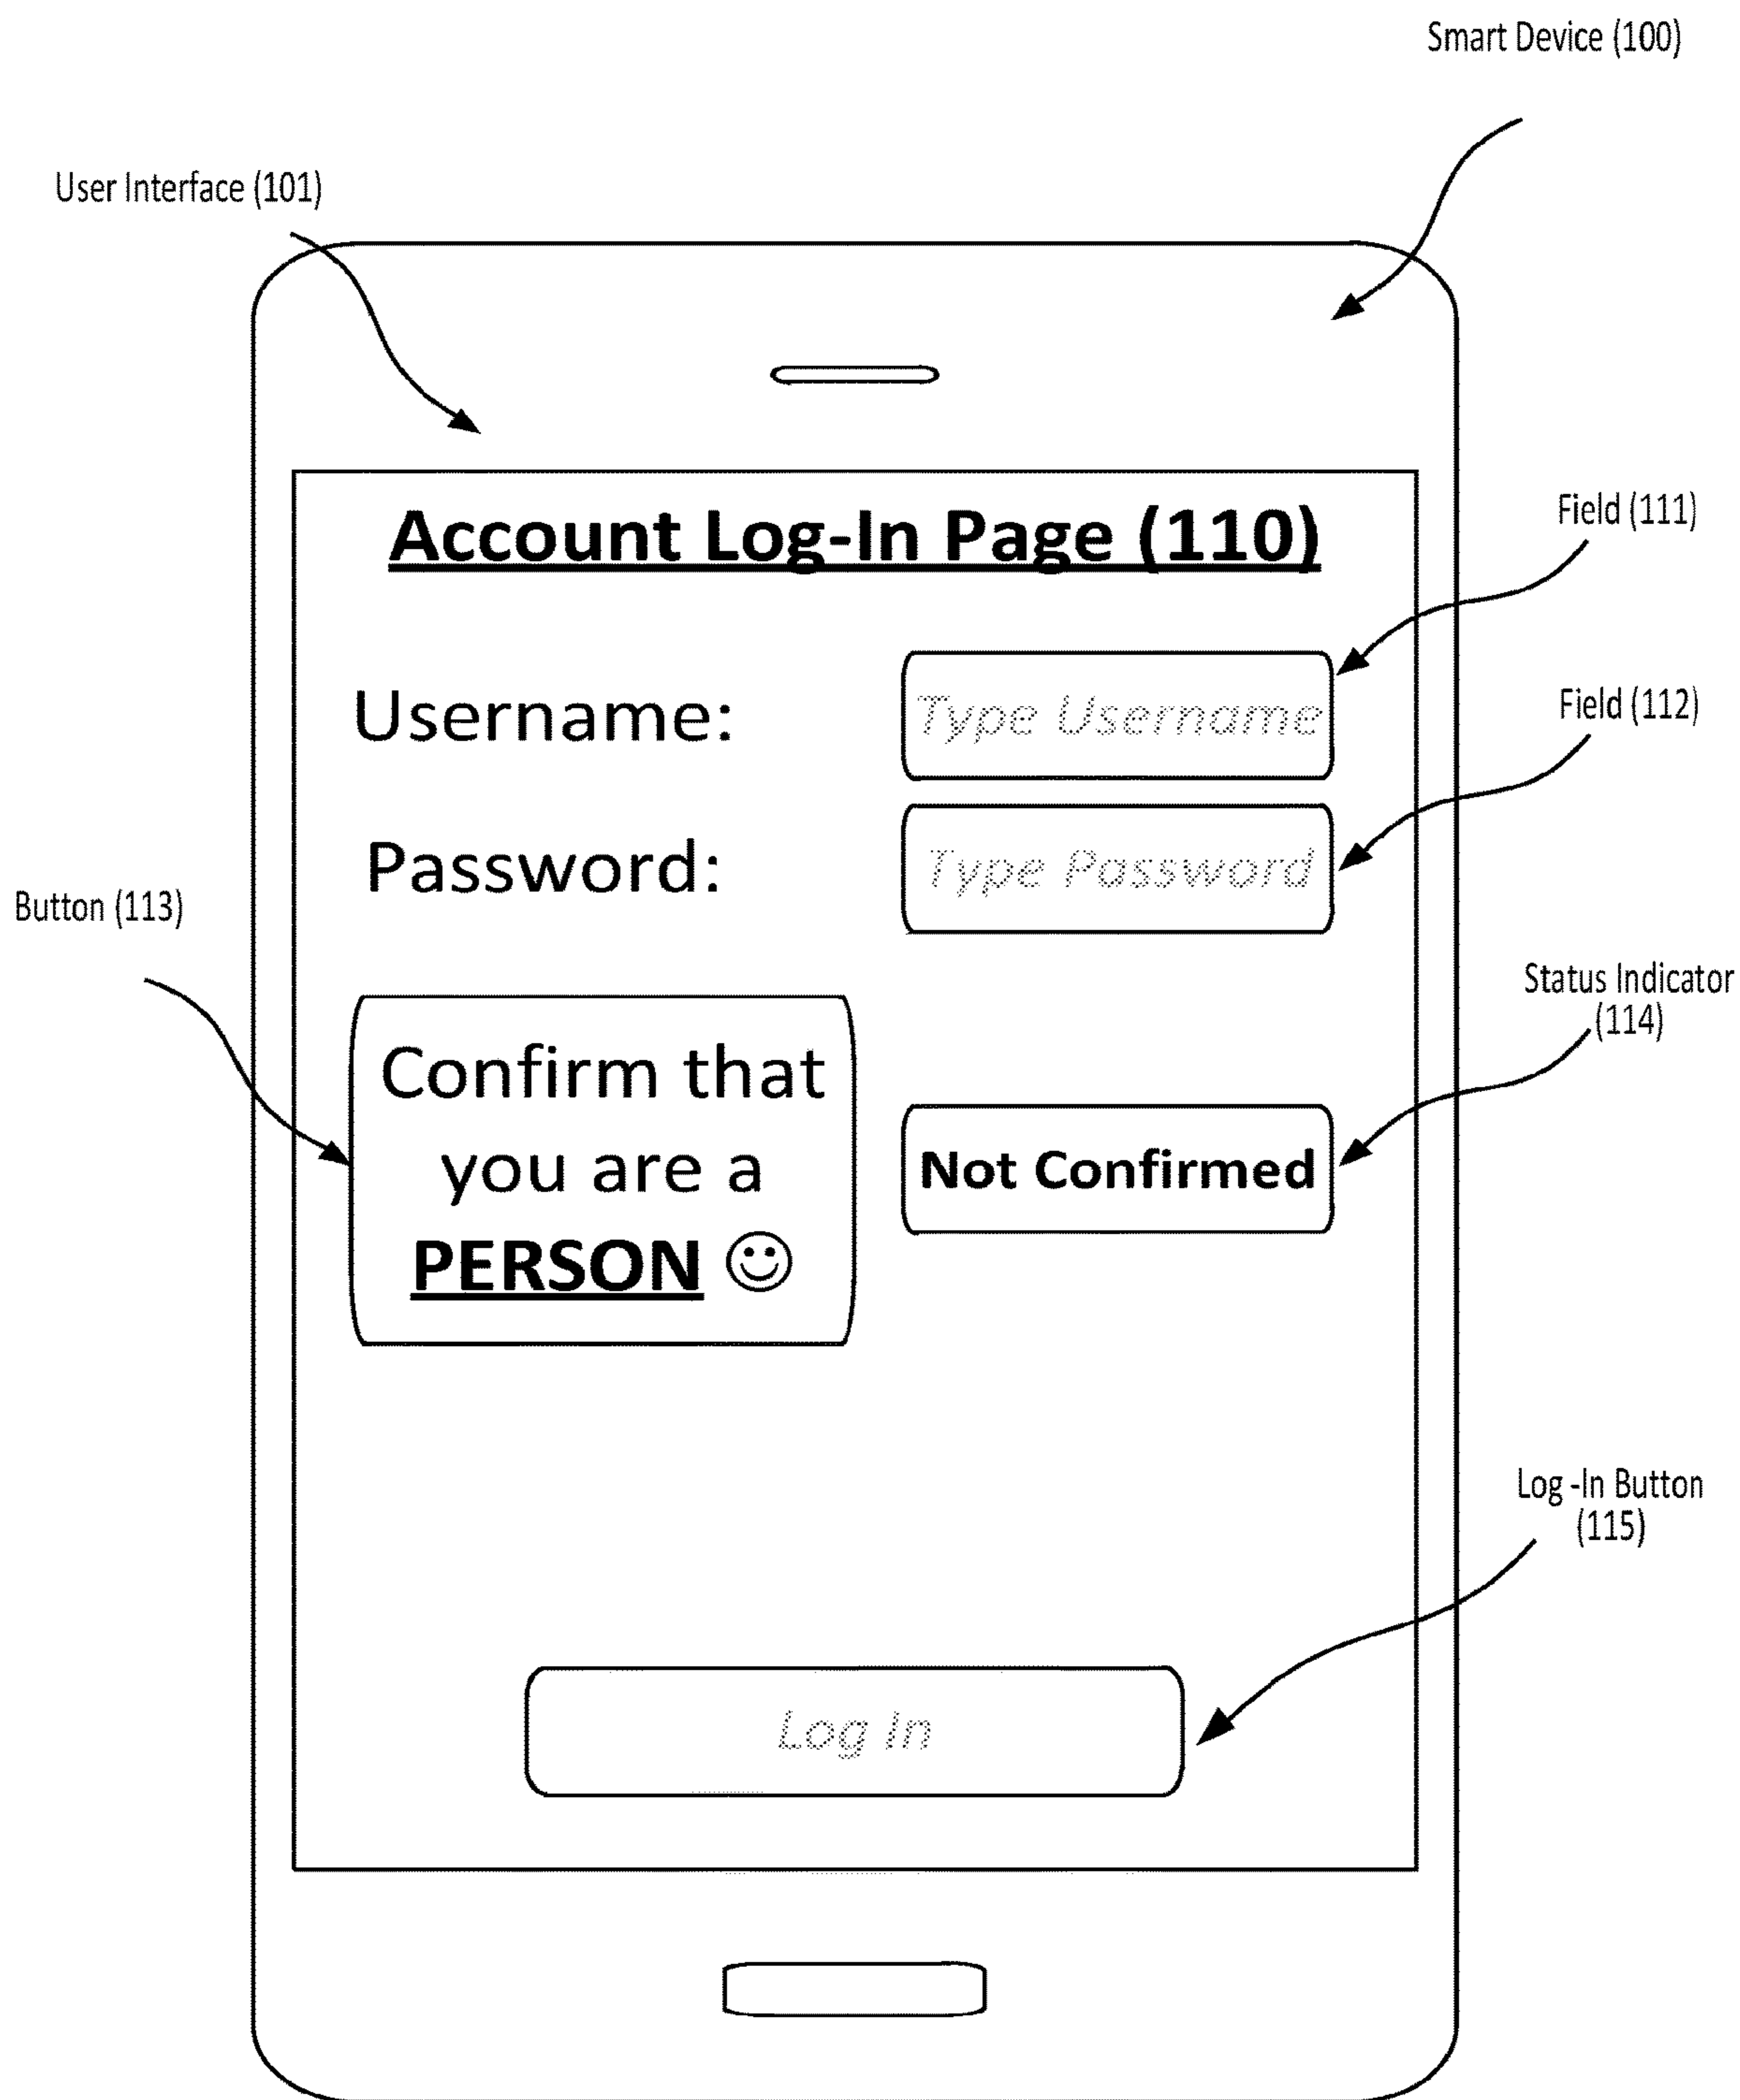 Smart Device (100)
User Interface (101)
Account Log-In Page (110)
Field (111)
Username:
Type Username
Field (112)
Password:
Type Password
Button (113)
Status Indicator
(114)
Confirm that
you are a
PERSON ☺
Not Confirmed
Log -In Button
(115)
Log In